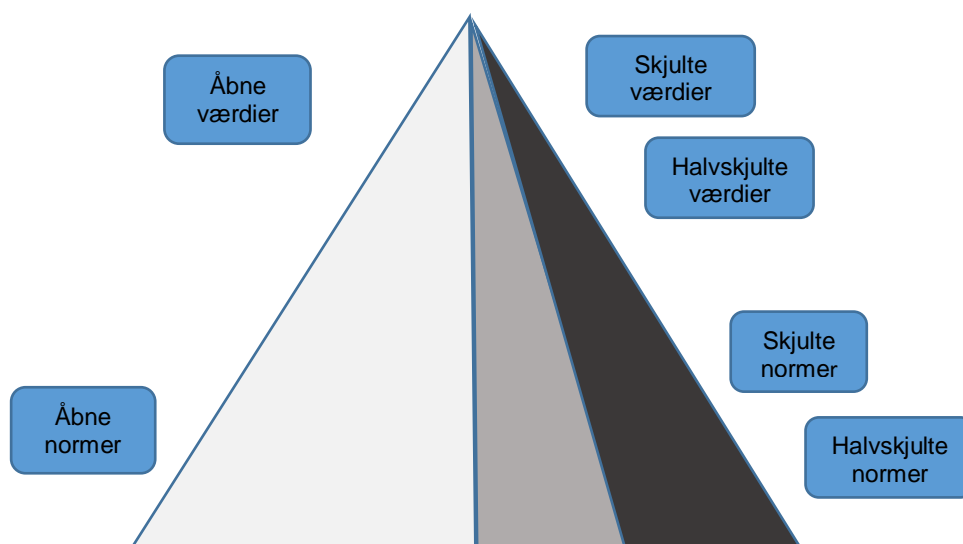 Åbne
værdier
Skjulte
værdier
Halvskjulte
værdier
Skjulte
normer
Åbne
normer
Halvskjulte
normer